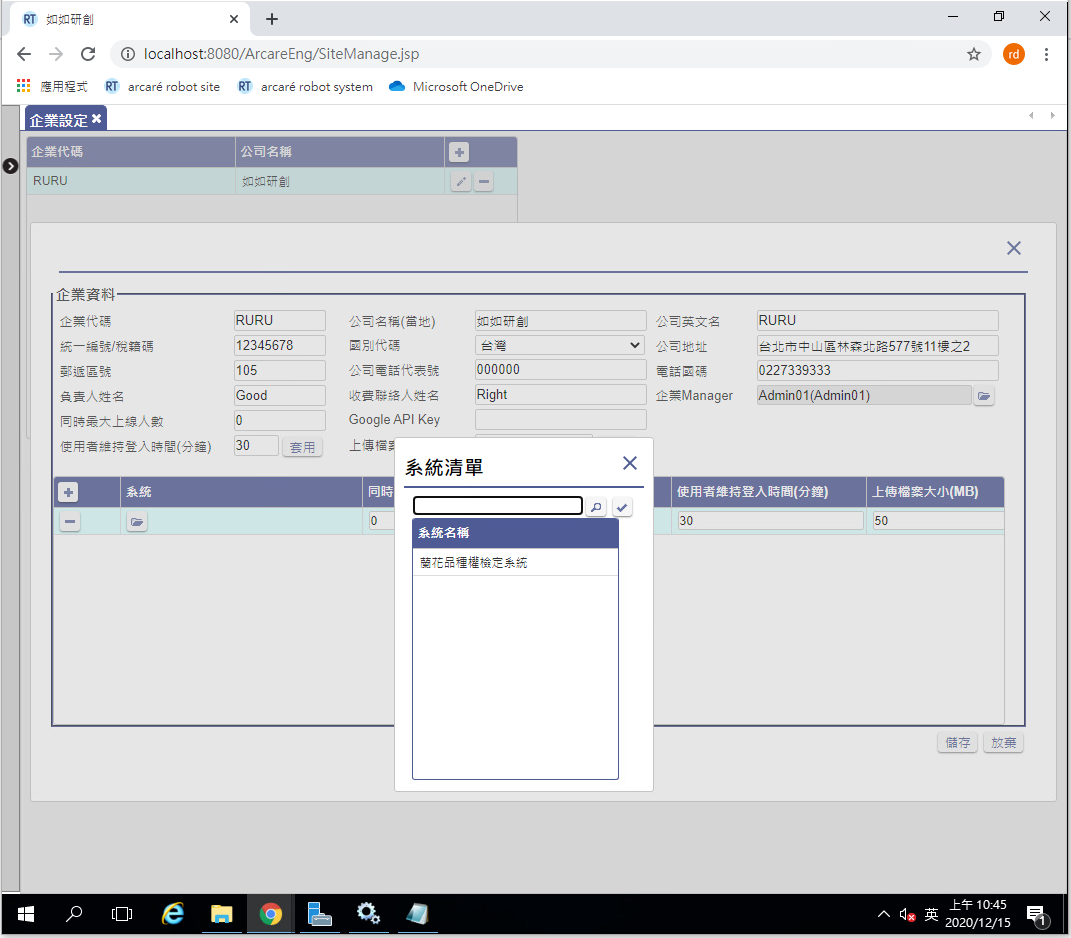 RT 如如研創
localhost:8080/ArcareEng/SiteManage.jsp
rd
應用程式 RT arcaré robot site RT arcaré robot system Microsoft OneDrive
企業設定
企業代碼 公司名稱
RURU 如如研創
企業資料
企業代碼 RURU 公司名稱(當地) 如如研創 公司英文名 RURU
統一編號/稅籍碼 12345678 國別代碼 台灣 公司地址 台北市中山區林森北路577號11樓之2
郵遞區號 105 公司電話代表號 000000 電話國碼 0227339333
負責人姓名 Good 收費聯絡人姓名 Right 企業Manager Admin01(Admin01)
同時最大上線人數 0 Google API Key
使用者維持登入時間(分鐘) 30 套用 上傳檔案
系統清單
系統 同時 使用者維持登入時間(分鐘) 上傳檔案大小(MB)
0 30 50
系統名稱
蘭花品種權檢定系統
儲存 放棄
英 上午 10:45
2020/12/15
1